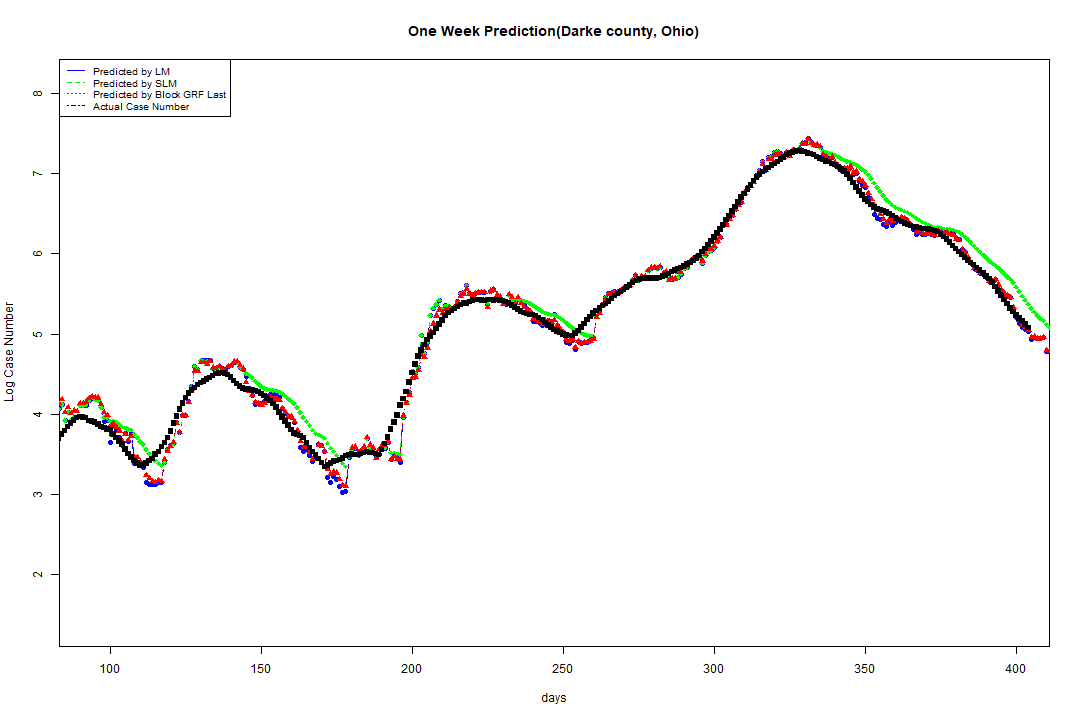 One Week Prediction(Darke county, Ohio)
Predicted by LM
Predicted by SLM
Predicted by Block GRF Last
Actual Case Number
8
7
6
5
4
3
2
Log Case Number
100 150 200 250 300 350 400
days